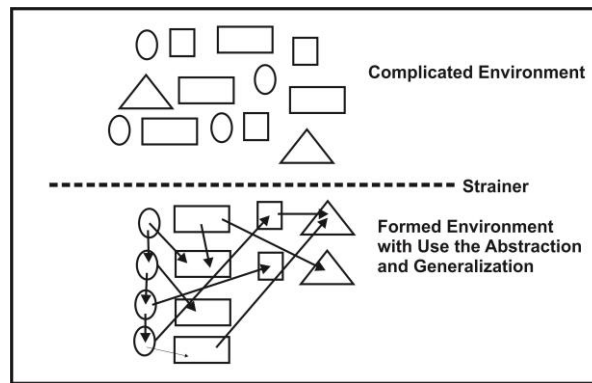 Complicated Environment
Strainer
Formed Environment
with Use the Abstraction
and Generalization